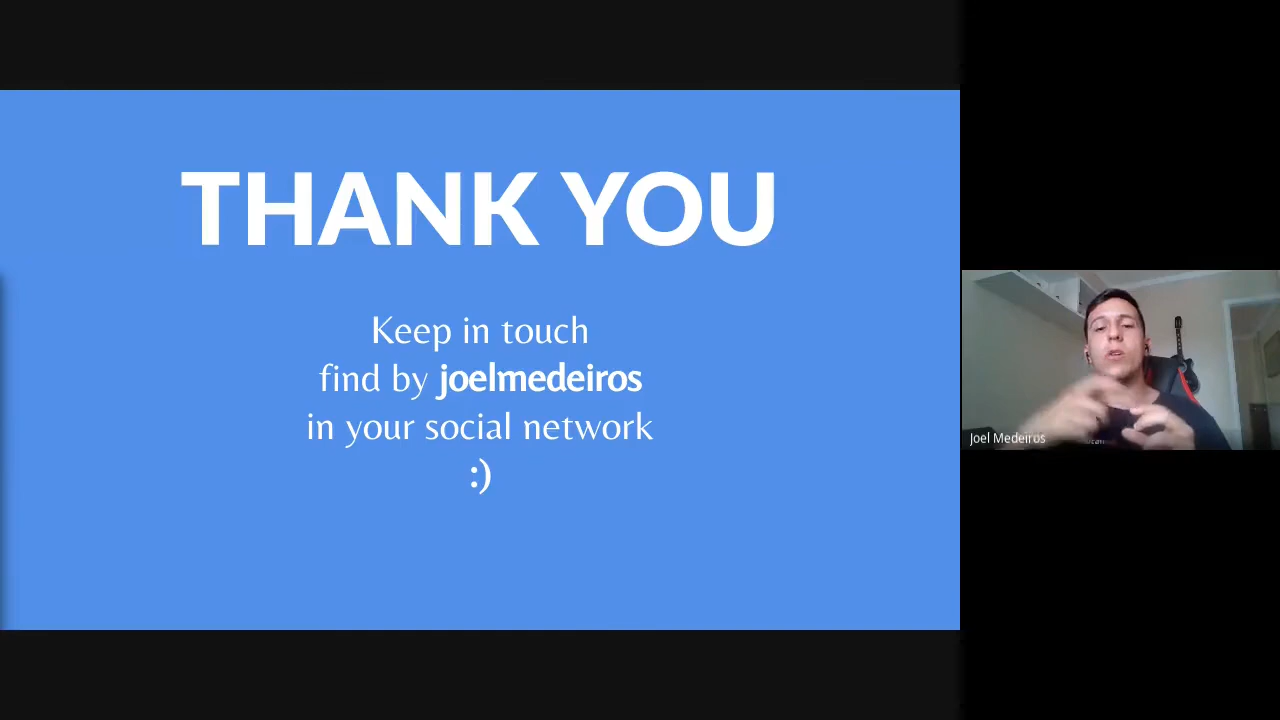 THANK YOU
Keep in touch
find by joelmedeiros
in your social network
:)
Joel Medeiros